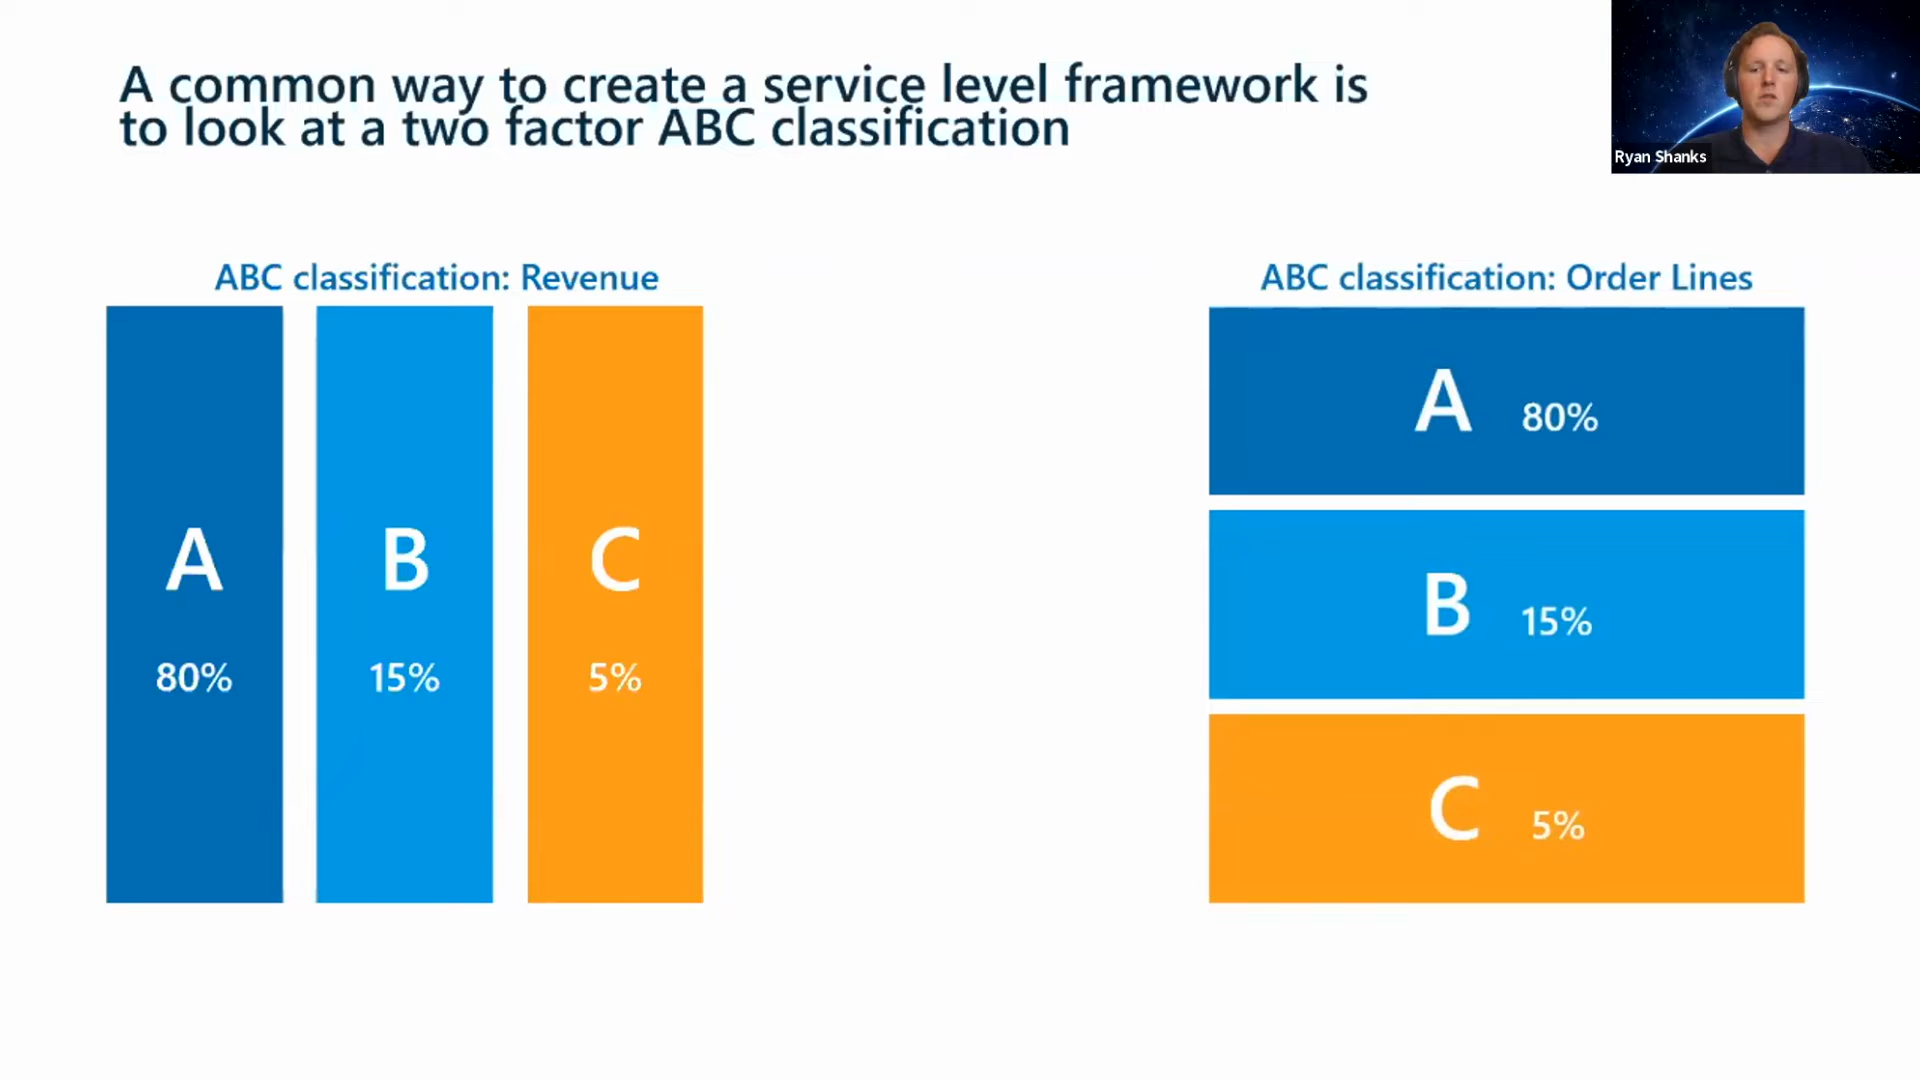 A common way to create a service level framework is
to look at a two factor ABC classification
Ryan Shanks
ABC classification: Revenue
A
80%
B
15%
C
5%
ABC classification: Order Lines
A 80%
B 15%
C 5%